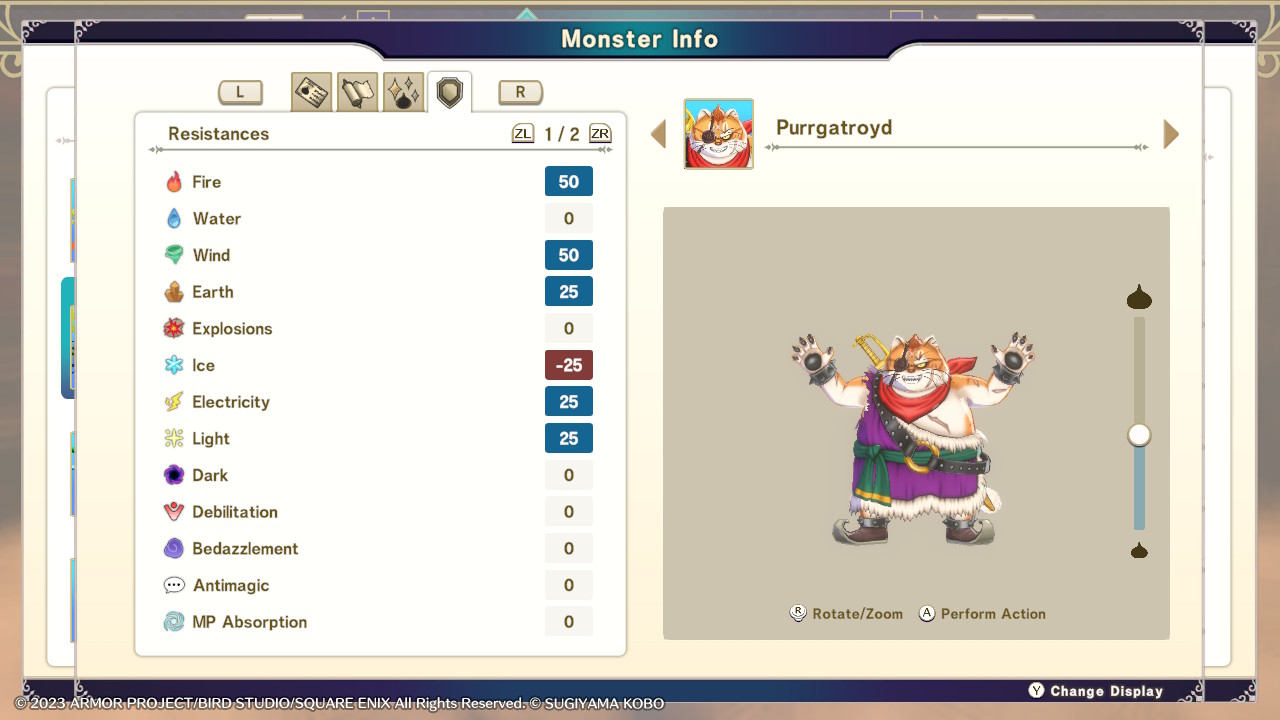 Monster Info
L
R
Resistances
ZL 1 / 2 ZR
Fire 50
Water 0
Wind 50
Earth 25
Explosions 0
Ice -25
Electricity 25
Light 25
Dark 0
Debilitation 0
Bedazzlement 0
Antimagic 0
MP Absorption 0
Purrgatroyd
R Rotate/Zoom A Perform Action
Y Change Display
© 2023 ARMOR PROJECT/BIRD STUDIO/SQUARE ENIX All Rights Reserved. © SUGIYAMA KOBO